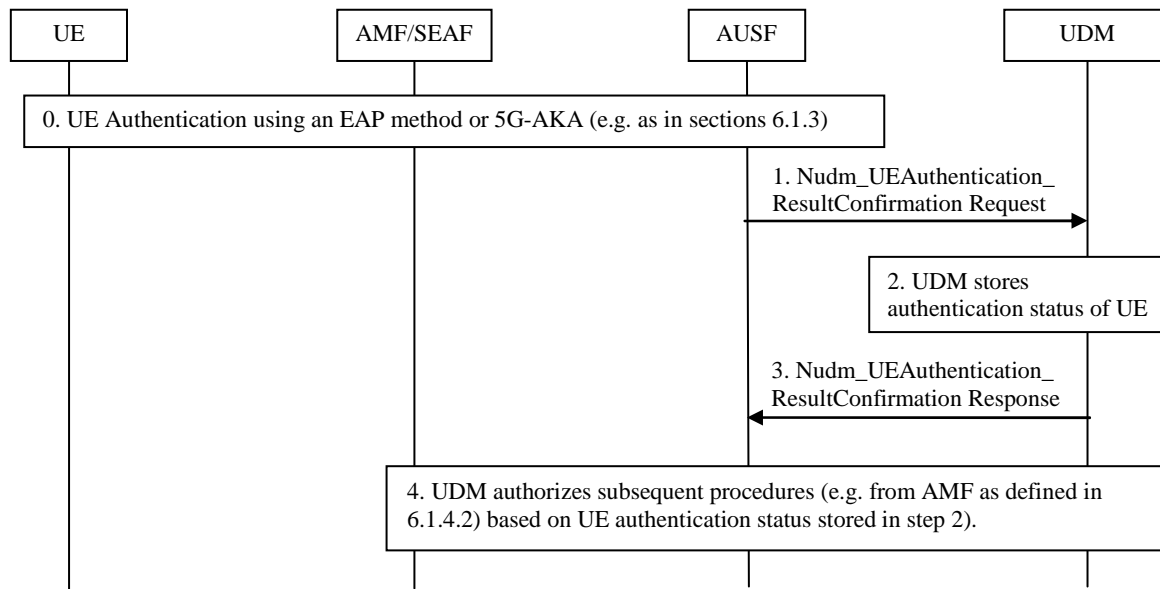 UE
AMF/SEAF
AUSF
UDM
0. UE Authentication using an EAP method or 5G-AKA (e.g. as in sections 6.1.3)
1. Nudm_UEAuthentication_
ResultConfirmation Request
2. UDM stores
authentication status of UE
3. Nudm_UEAuthentication_
ResultConfirmation Response
4. UDM authorizes subsequent procedures (e.g. from AMF as defined in
6.1.4.2) based on UE authentication status stored in step 2).